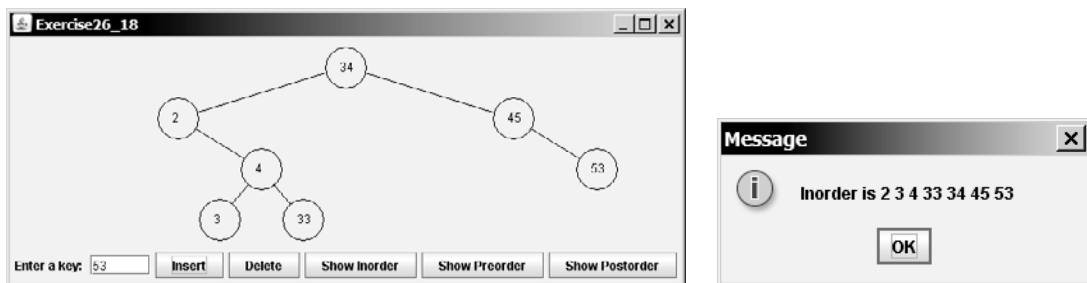 Exercise26_18
34
2 45
4 53
3 33
Enter a key: 53 Insert Delete Show Inorder Show Preorder Show Postorder
Message
Inorder is 2 3 4 33 34 45 53
OK